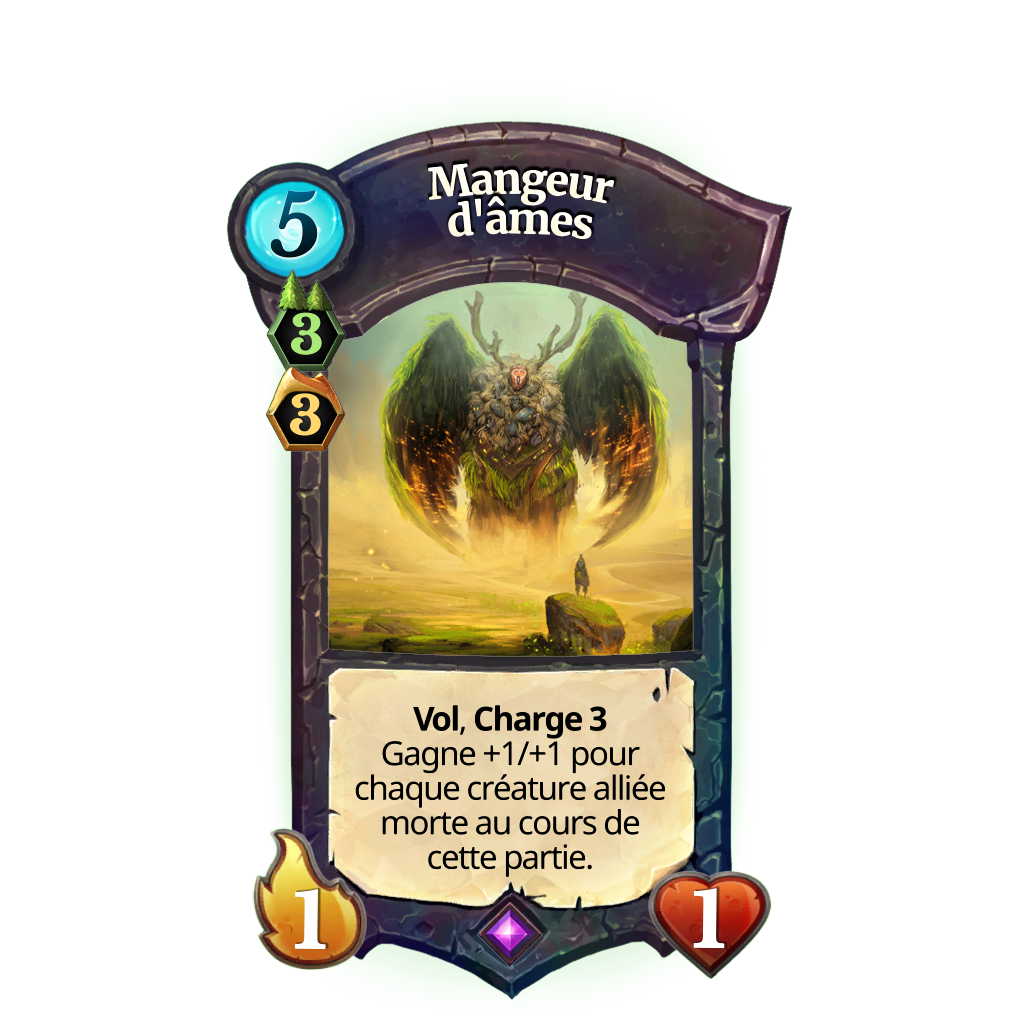 Mangeur
d'âmes
5
3
3
Vol, Charge 3
Gagne +1/+1 pour
chaque créature alliée
morte au cours de
cette partie.
1
1